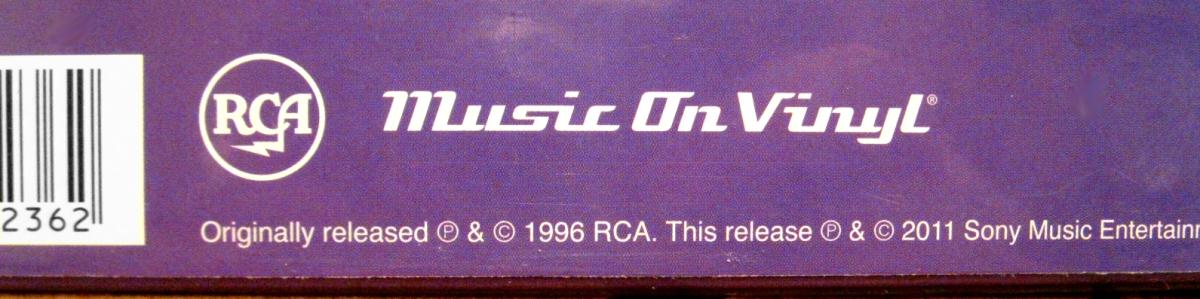 RCA
Music On Vinyl®
2362
Originally released ℗ & © 1996 RCA. This release ℗ & © 2011 Sony Music